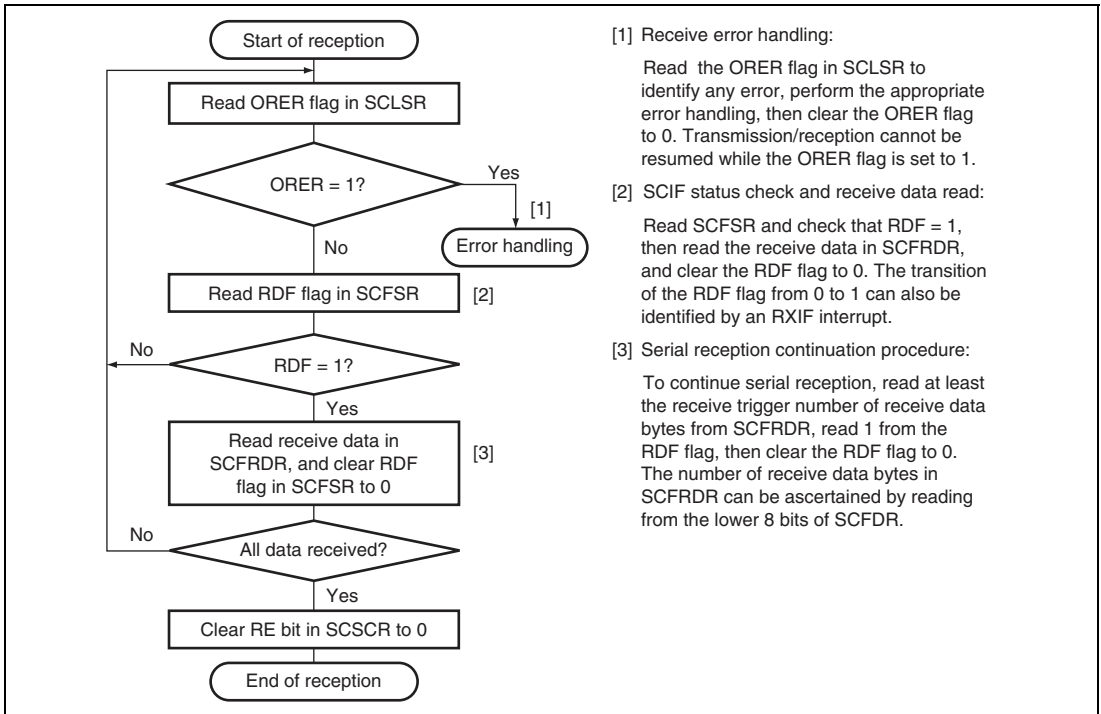 Start of reception
Read ORER flag in SCLSR
ORER = 1?
Yes
[1]
Error handling
No
Read RDF flag in SCFSR
[2]
No
RDF = 1?
Yes
Read receive data in
SCFRDR, and clear RDF
flag in SCFSR to 0
[3]
No
All data received?
Yes
Clear RE bit in SCSCR to 0
End of reception
[1] Receive error handling:
Read the ORER flag in SCLSR to
identify any error, perform the appropriate
error handling, then clear the ORER flag
to 0. Transmission/reception cannot be
resumed while the ORER flag is set to 1.
[2] SCIF status check and receive data read:
Read SCFSR and check that RDF = 1,
then read the receive data in SCFRDR,
and clear the RDF flag to 0. The transition
of the RDF flag from 0 to 1 can also be
identified by an RXIF interrupt.
[3] Serial reception continuation procedure:
To continue serial reception, read at least
the receive trigger number of receive data
bytes from SCFRDR, read 1 from the
RDF flag, then clear the RDF flag to 0.
The number of receive data bytes in
SCFRDR can be ascertained by reading
from the lower 8 bits of SCFDR.